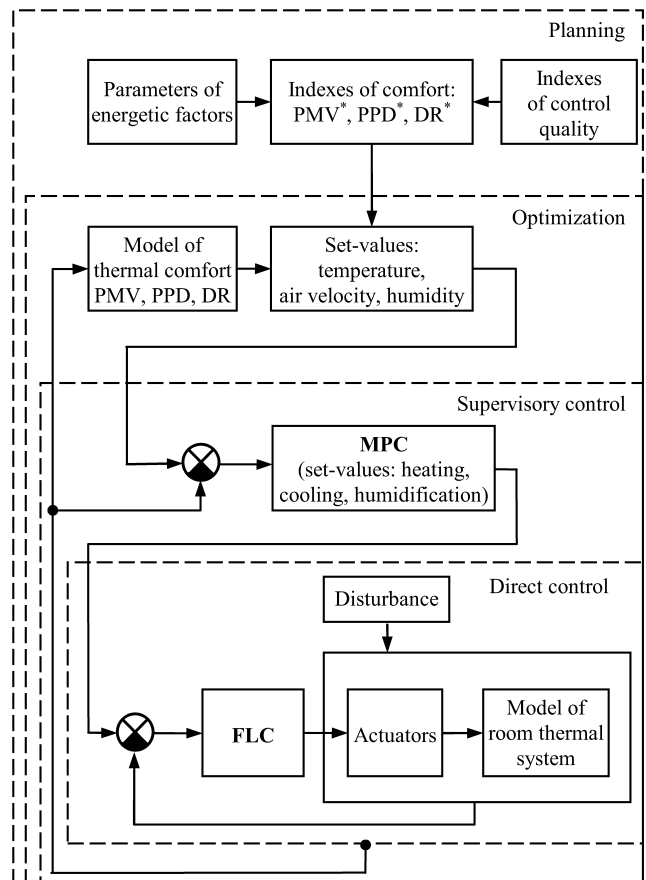 Planning
Parameters of
energetic factors
Indexes of comfort:
PMV*, PPD*, DR*
Indexes
of control
quality
Optimization
Model of
thermal comfort
PMV, PPD, DR
Set-values:
temperature,
air velocity, humidity
Supervisory control
MPC
(set-values: heating,
cooling, humidification)
Direct control
Disturbance
FLC
Actuators
Model of
room thermal
system